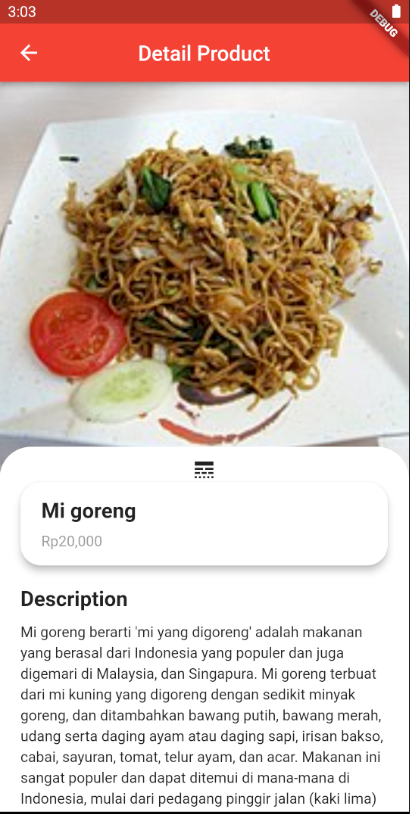 3:03
DEBUG
Detail Product
Mi goreng
Rp20,000
Description
Mi goreng berarti 'mi yang digoreng' adalah makanan
yang berasal dari Indonesia yang populer dan juga
digemari di Malaysia, dan Singapura. Mi goreng terbuat
dari mi kuning yang digoreng dengan sedikit minyak
goreng, dan ditambahkan bawang putih, bawang merah,
udang serta daging ayam atau daging sapi, irisan bakso,
cabai, sayuran, tomat, telur ayam, dan acar. Makanan ini
sangat populer dan dapat ditemui di mana-mana di
Indonesia, mulai dari pedagang pinggir jalan (kaki lima)